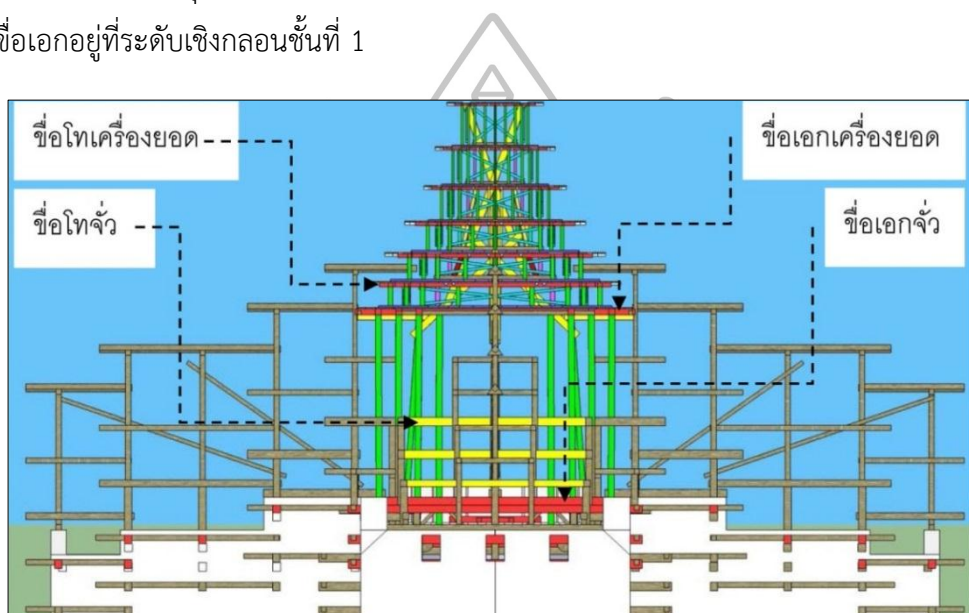 ขื่อเอกอยู่ที่ระดับเชิงกลอนชั้นที่ 1
ขื่อโทเครื่องยอด
ขื่อเอกเครื่องยอด
ขื่อโทจั่ว
ขื่อเอกจั่ว